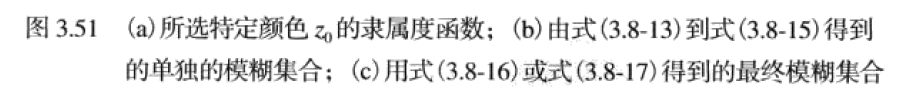 图 3.51 (a)所选特定颜色 z₀的隶属度函数；(b)由式(3.8-13)到式(3.8-15)得到
的单独的模糊集合；(c)用式(3.8-16)或式(3.8-17)得到的最终模糊集合